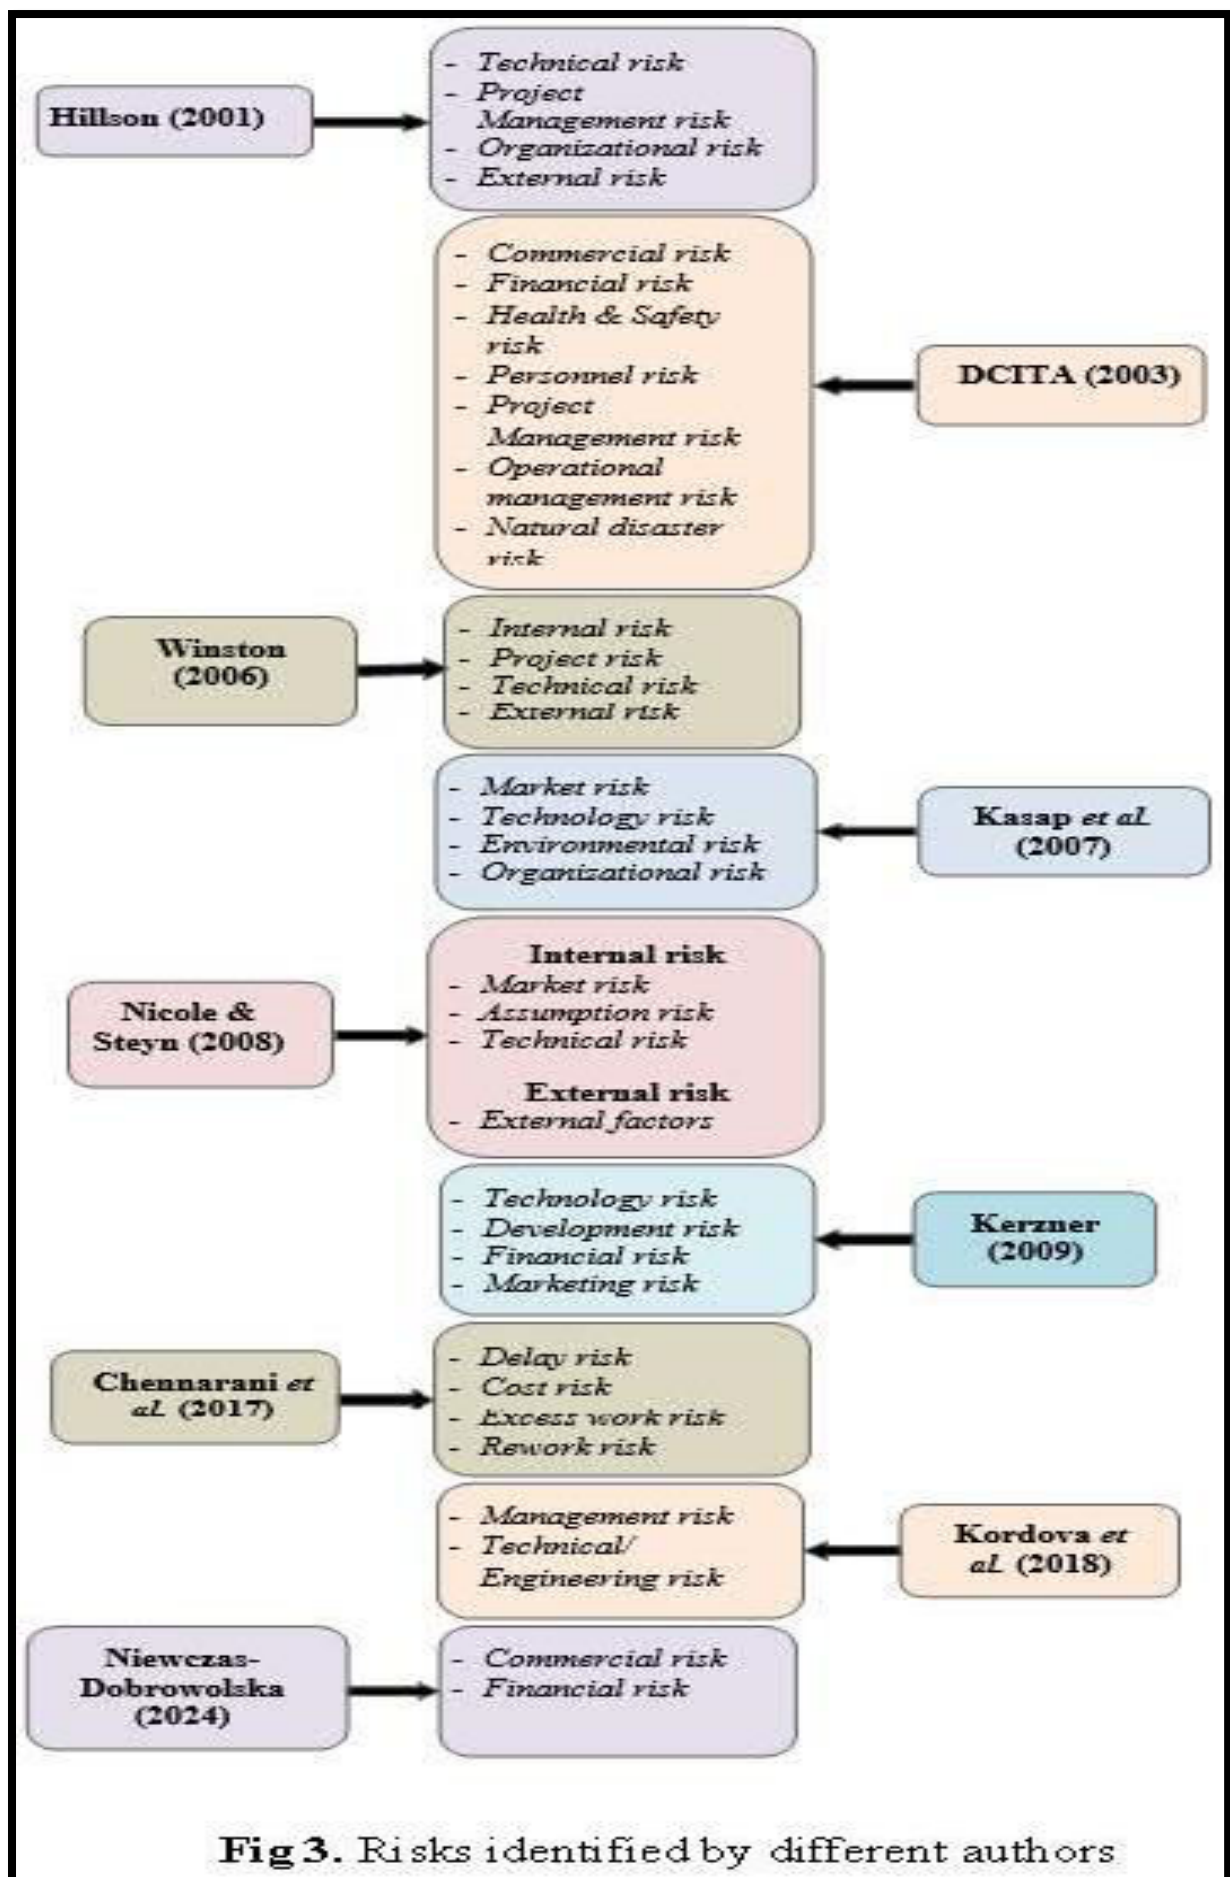 Hillson (2001)
- Technical risk
- Project
Management risk
- Organizational risk
- External risk
- Commercial risk
- Financial risk
- Health & Safety
risk
- Personnel risk
- Project
Management risk
- Operational
management risk
- Natural disaster
risk
DCITA (2003)
Winston
(2006)
- Internal risk
- Project risk
- Technical risk
- External risk
- Market risk
- Technology risk
- Environmental risk
- Organizational risk
Kasap et al.
(2007)
Nicole &
Steyn (2008)
Internal risk
- Market risk
- Assumption risk
- Technical risk
External risk
- External factors
- Technology risk
- Development risk
- Financial risk
- Marketing risk
Kerzner
(2009)
Chennarani et
al. (2017)
- Delay risk
- Cost risk
- Excess work risk
- Rework risk
- Management risk
- Technical/
Engineering risk
Kordova et
al. (2018)
Niewczas-
Dobrowolska
(2024)
- Commercial risk
- Financial risk
Fig 3. Risks identified by different authors